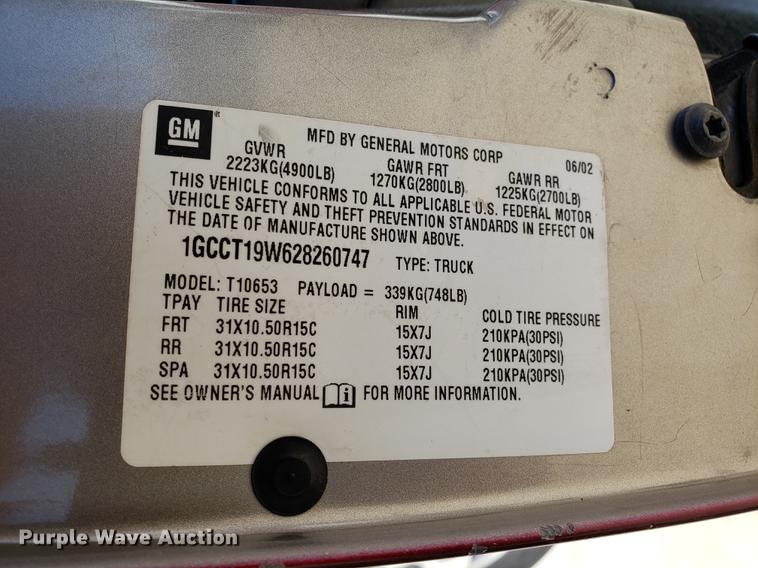 GM
MFD BY GENERAL MOTORS CORP 06/02
GVWR GAWR FRT GAWR RR
2223KG(4900LB) 1270KG(2800LB) 1225KG(2700LB)
THIS VEHICLE CONFORMS TO ALL APPLICABLE U.S. FEDERAL MOTOR
VEHICLE SAFETY AND THEFT PREVENTION STANDARDS IN EFFECT ON
THE DATE OF MANUFACTURE SHOWN ABOVE.
1GCCT19W628260747 TYPE: TRUCK
MODEL: T10653 PAYLOAD = 339KG(748LB)
TPAY TIRE SIZE RIM COLD TIRE PRESSURE
FRT 31X10.50R15C 15X7J 210KPA(30PSI)
RR 31X10.50R15C 15X7J 210KPA(30PSI)
SPA 31X10.50R15C 15X7J 210KPA(30PSI)
SEE OWNER'S MANUAL i FOR MORE INFORMATION.
Purple Wave Auction